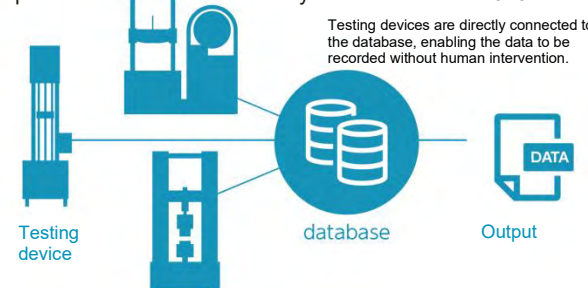 Testing devices are directly connected to
the database, enabling the data to be
recorded without human intervention.
DATA
Testing
device
database
Output